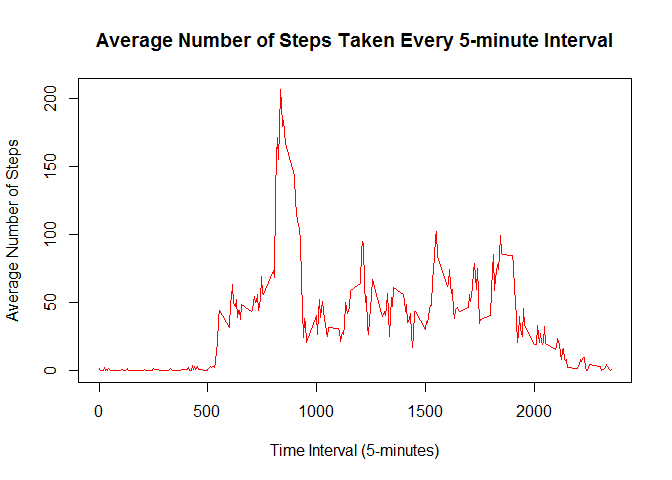 Average Number of Steps Taken Every 5-minute Interval
Average Number of Steps
200
150
100
50
0
0 500 1000 1500 2000
Time Interval (5-minutes)